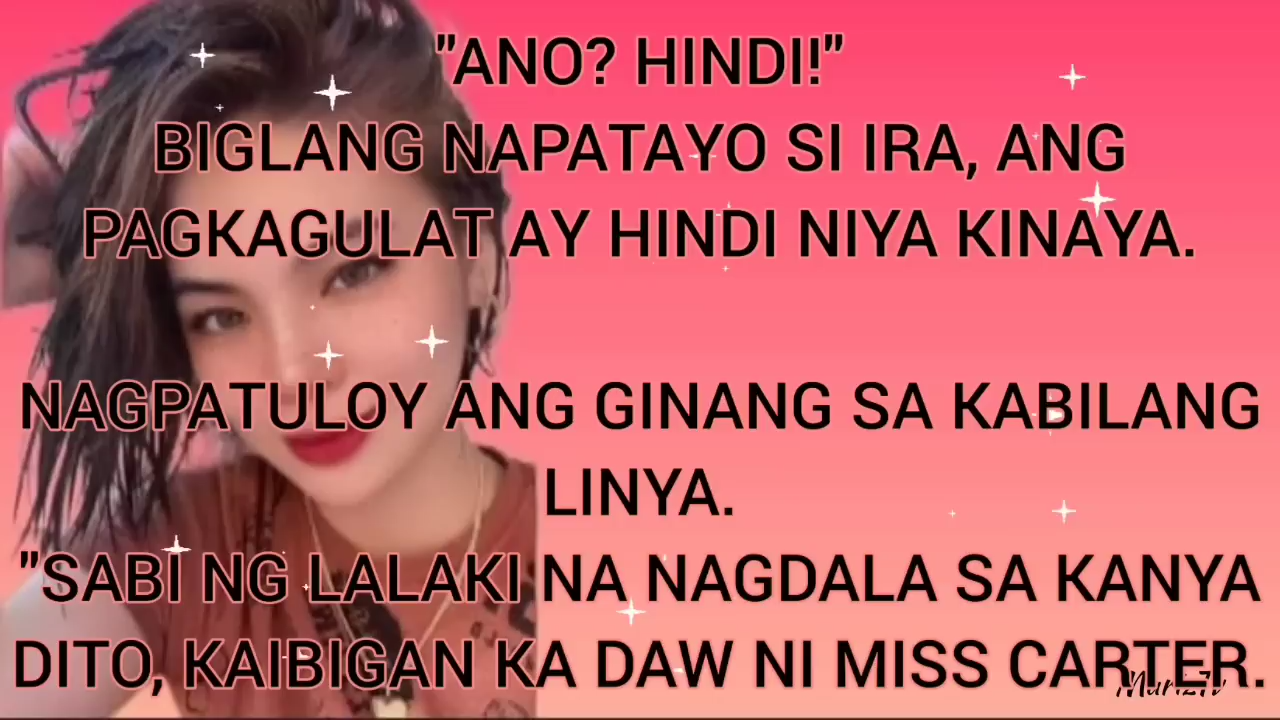 "ANO? HINDI!"
BIGLANG NAPATAYO SI IRA, ANG
PAGKAGULAT AY HINDI NIYA KINAYA.
NAGPATULOY ANG GINANG SA KABILANG
LINYA.
"SABI NG LALAKI NA NAGDALA SA KANYA
DITO, KAIBIGAN KA DAW NI MISS CARTER.
MurizTv